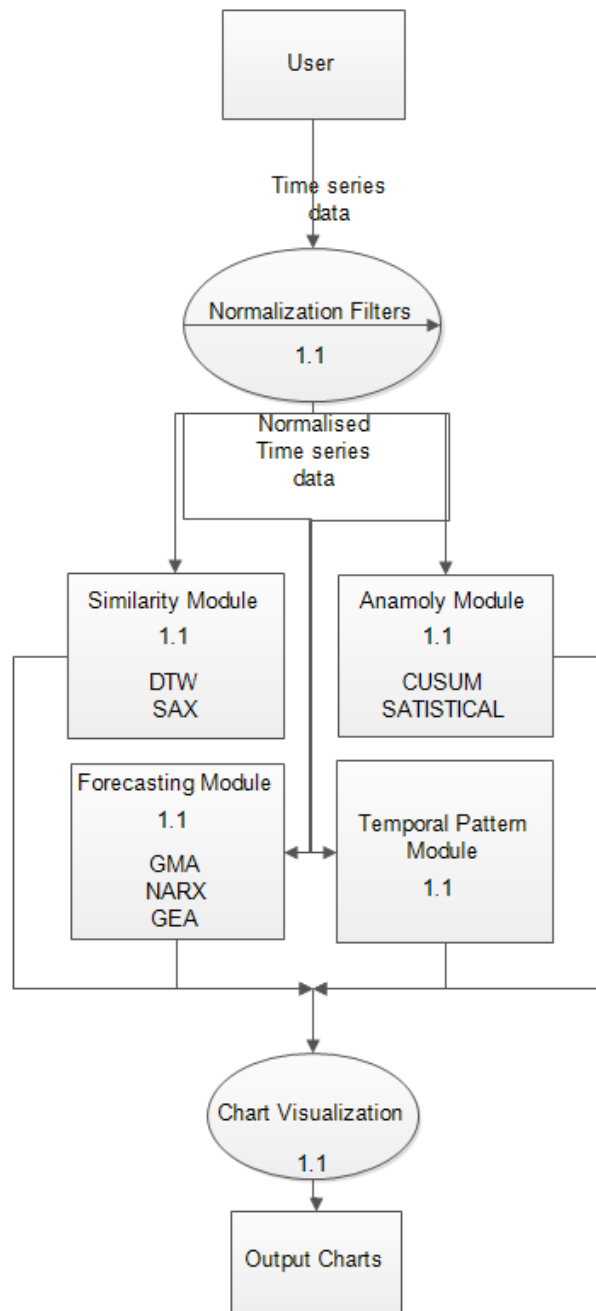 User
Time series
data
Normalization Filters
1.1
Normalised
Time series
data
Similarity Module
1.1
DTW
SAX
Anamoly Module
1.1
CUSUM
SATISTICAL
Forecasting Module
1.1
GMA
NARX
GEA
Temporal Pattern
Module
1.1
Chart Visualization
1.1
Output Charts